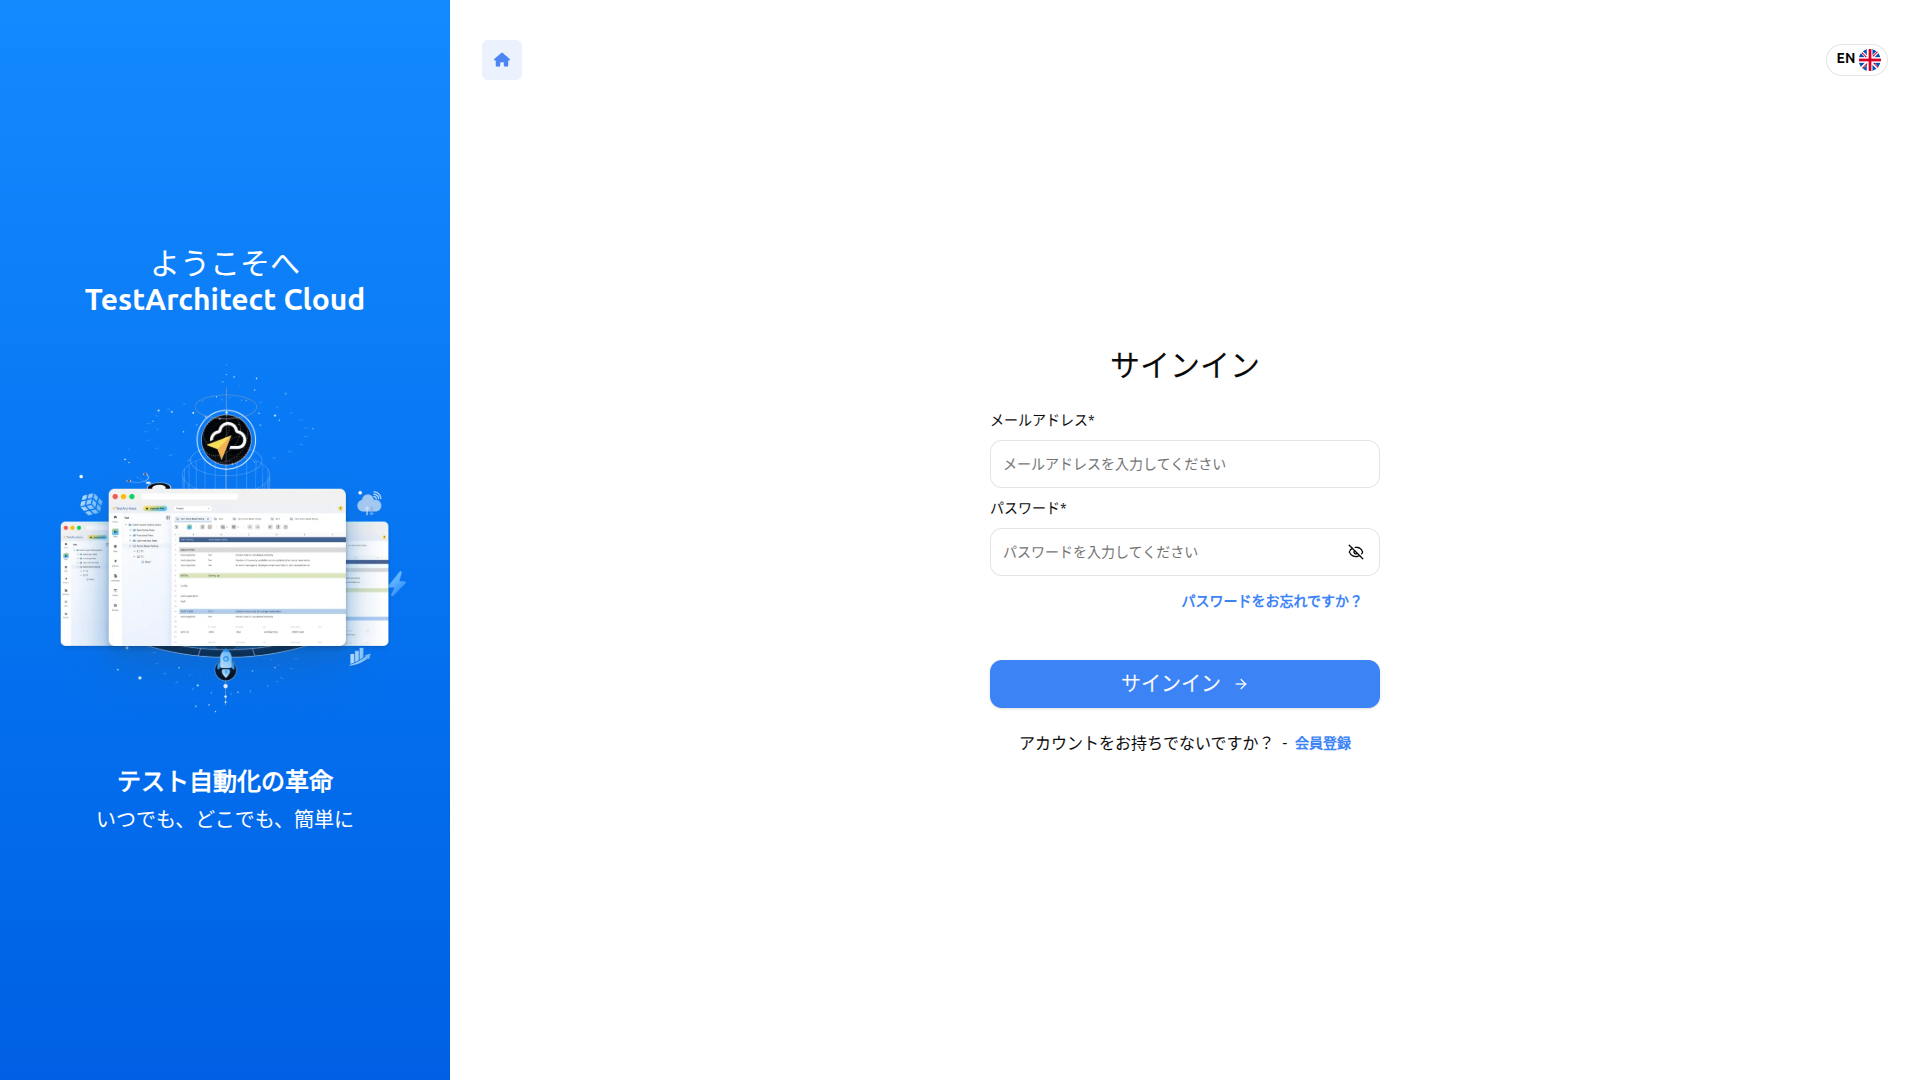 ようこそへ
TestArchitect Cloud
テスト自動化の革命
いつでも、どこでも、簡単に
EN
サインイン
メールアドレス*
メールアドレスを入力してください
パスワード*
パスワードを入力してください
パスワードをお忘れですか？
サインイン
アカウントをお持ちでないですか？ - 会員登録